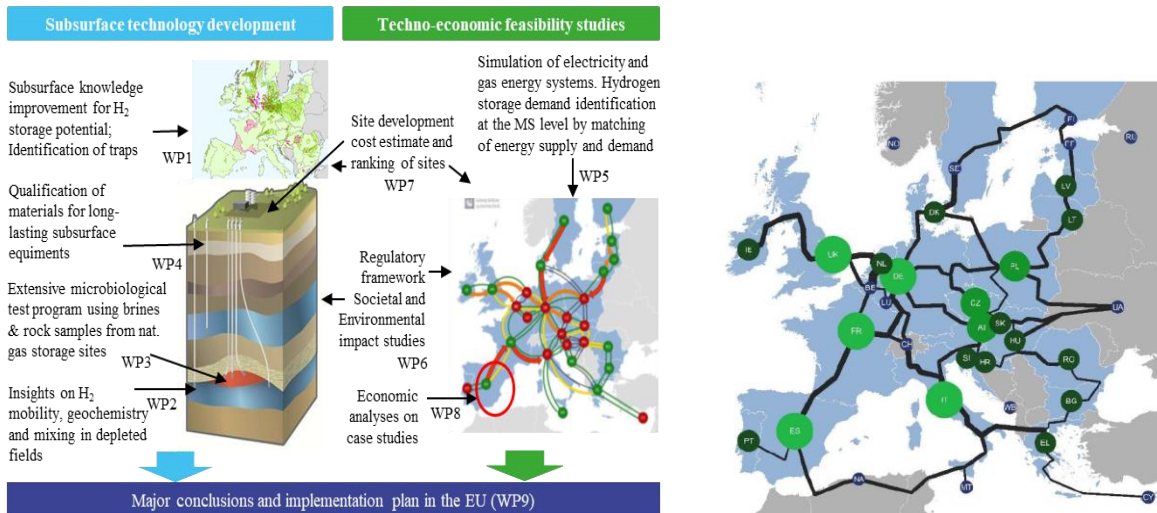 Subsurface technology development
Techno-economic feasibility studies
Subsurface knowledge
improvement for H₂
storage potential;
Identification of traps
WP1
Qualification of
materials for long-
lasting subsurface
equiments
WP4
Extensive microbiological
test program using brines
& rock samples from nat.
gas storage sites
WP3
Insights on H₂
WP2
mobility, geochemistry
and mixing in depleted
fields
Site development
cost estimate and
ranking of sites
WP7
Simulation of electricity and
gas energy systems. Hydrogen
storage demand identification
at the MS level by matching
of energy supply and demand
WP5
Regulatory
framework
Societal and
Environmental
impact studies
WP6
Economic
WP8
analyses on
case studies
Major conclusions and implementation plan in the EU (WP9)
NO
SE
FI
RU
EE
LV
LT
DK
IE
UK
NL
DE
PL
BE
LU
CZ
UA
FR
AT
SK
HU
CH
SI
HR
RO
IT
BG
ES
PT
EL
NA
MT
CY